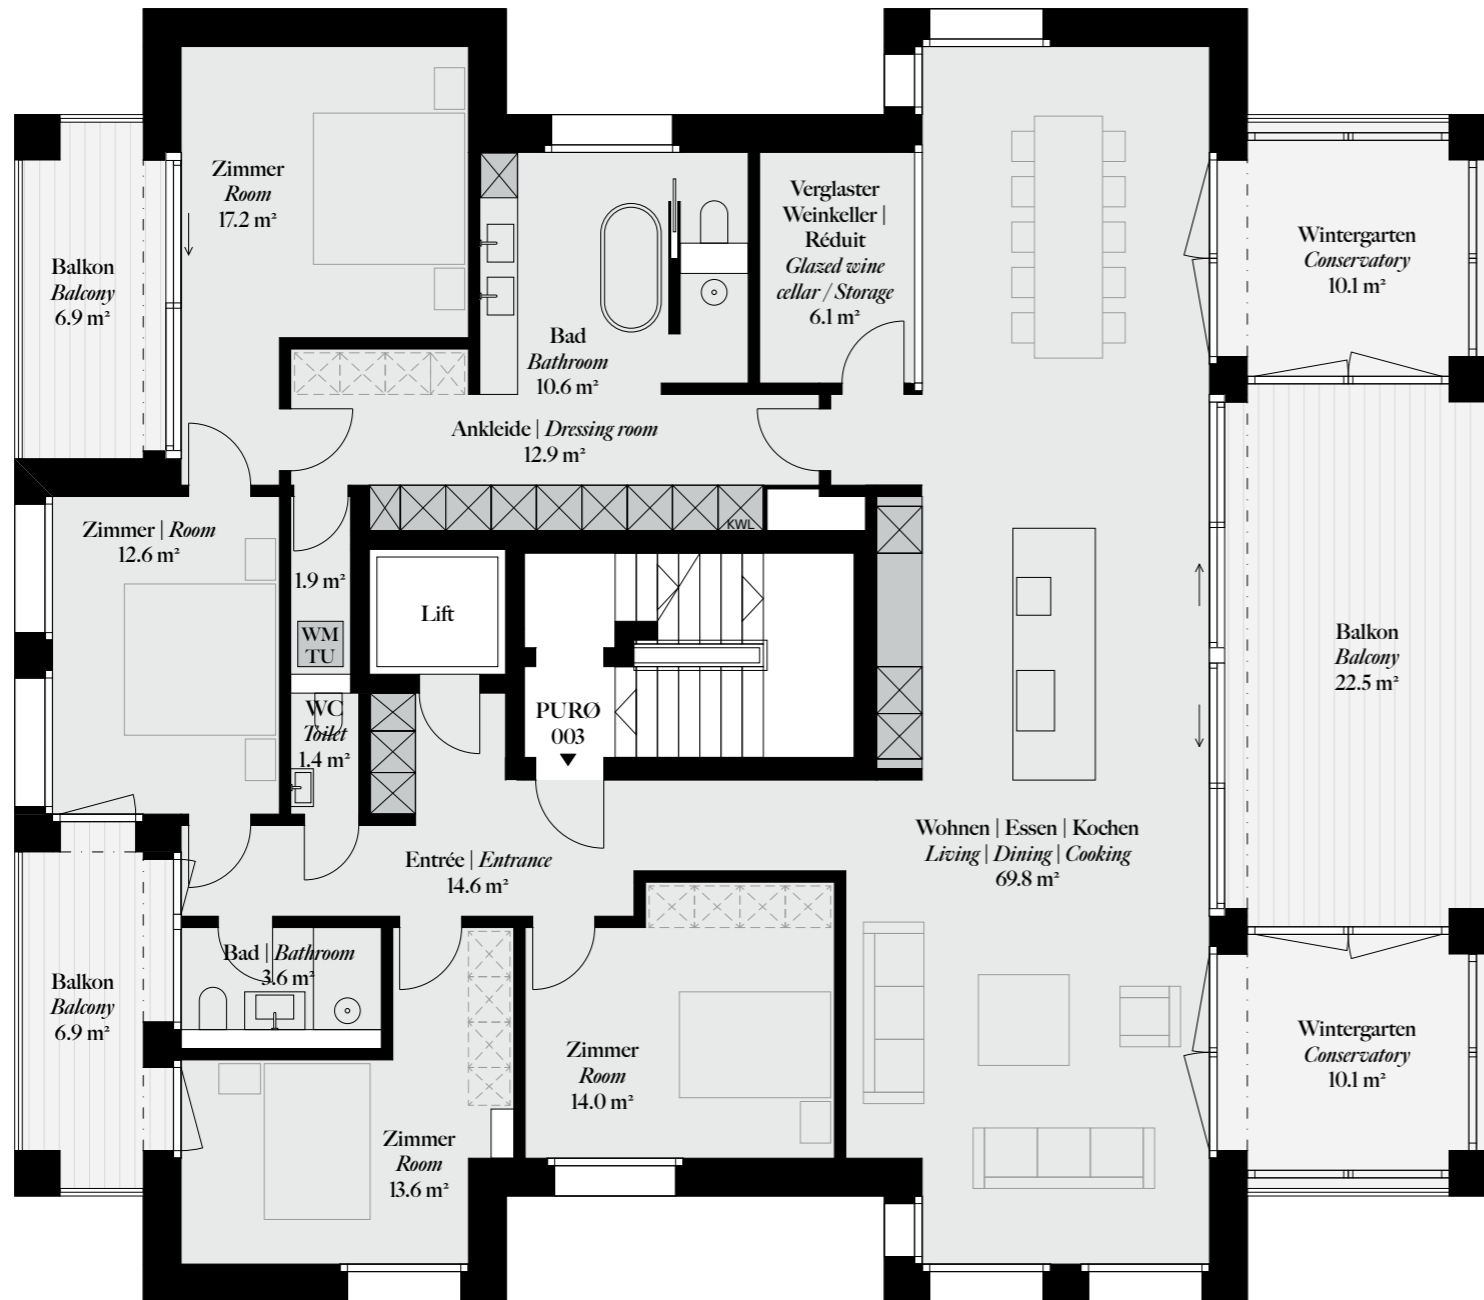 Zimmer
Room
17.2 m²
Balkon
Balcony
6.9 m²
Bad
Bathroom
10.6 m²
Verglaster
Weinkeller |
Réduit
Glazed wine
cellar / Storage
6.1 m²
Wintergarten
Conservatory
10.1 m²
Ankleide | Dressing room
12.9 m²
KWL
Zimmer | Room
12.6 m²
1.9 m²
WM
TU
Lift
WC
Toilet
1.4 m²
PURØ
003
Balkon
Balcony
22.5 m²
Entrée | Entrance
14.6 m²
Wohnen | Essen | Kochen
Living | Dining | Cooking
69.8 m²
Bad | Bathroom
3.6 m²
Balkon
Balcony
6.9 m²
Zimmer
Room
14.0 m²
Wintergarten
Conservatory
10.1 m²
Zimmer
Room
13.6 m²